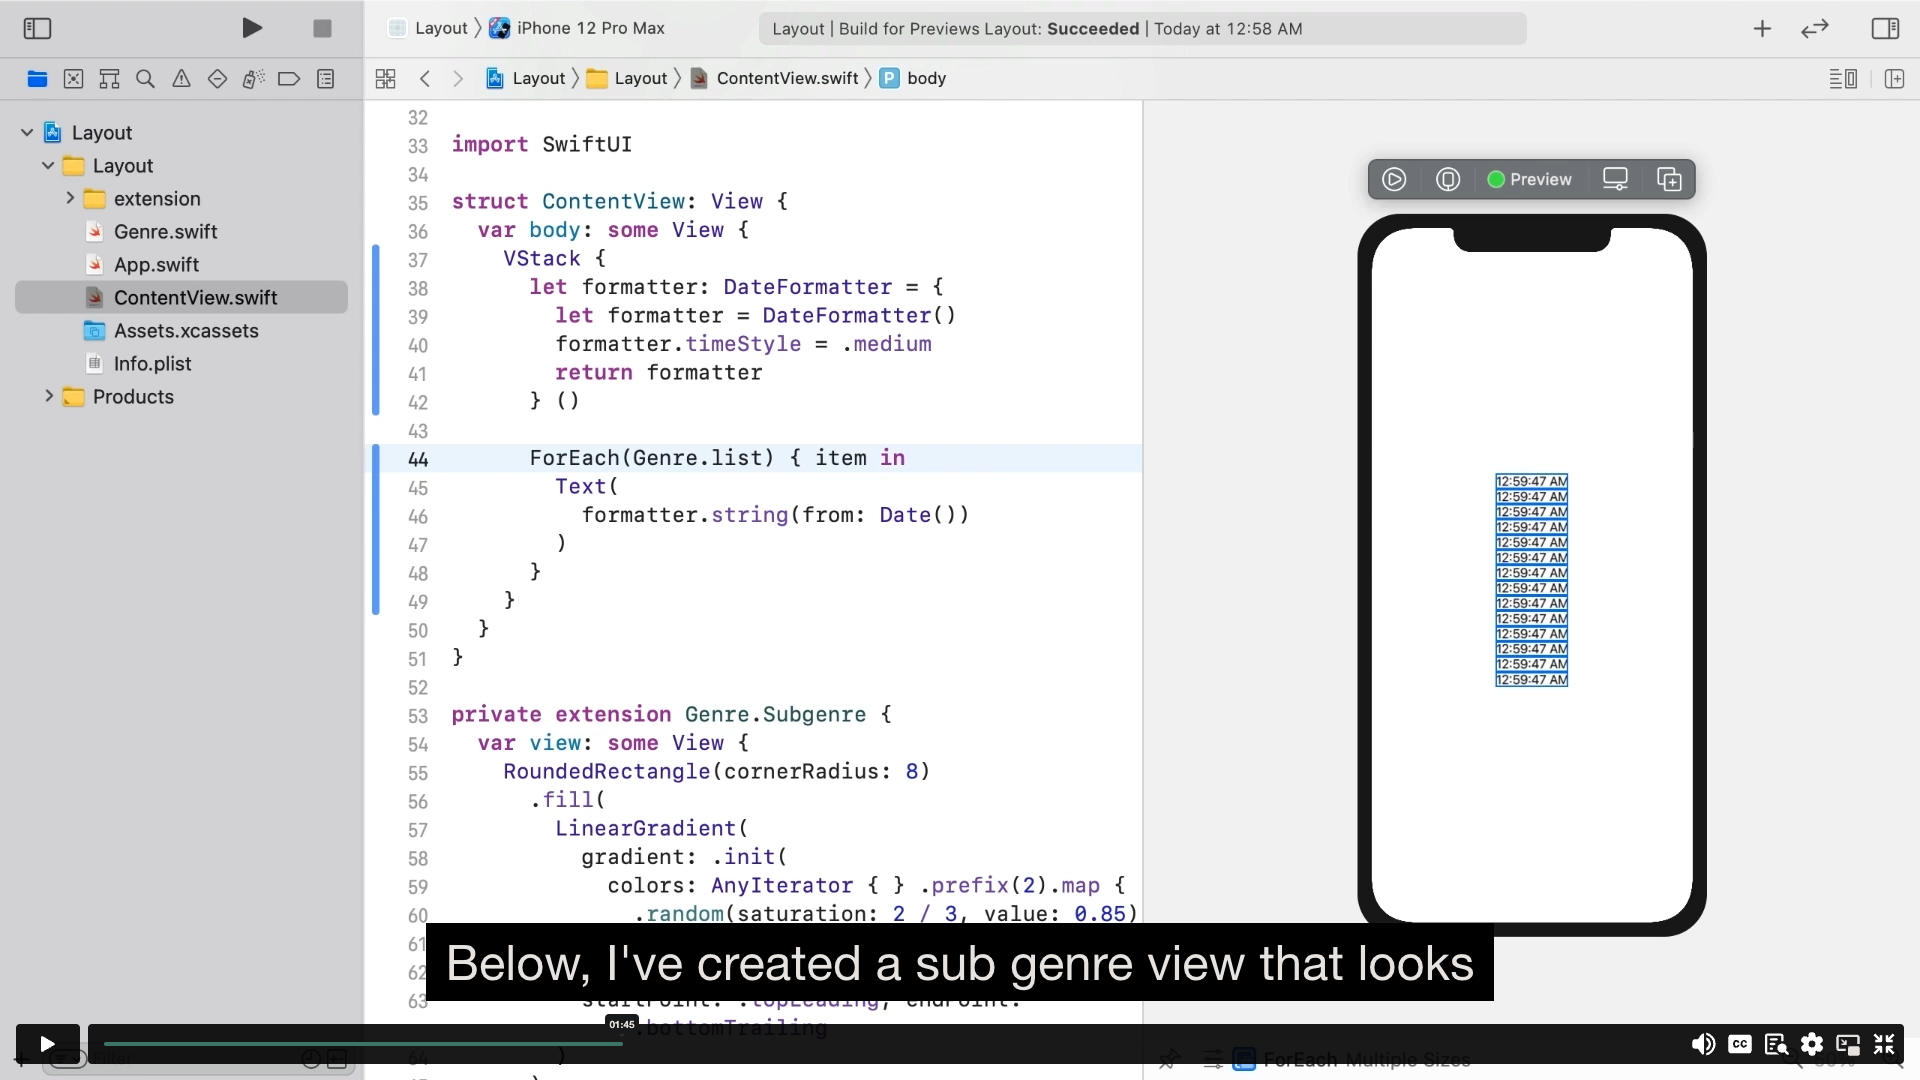 Layout
iPhone 12 Pro Max
Layout | Build for Previews Layout: Succeeded | Today at 12:58 AM
Layout
Layout
ContentView.swift
P body
Layout
Layout
extension
Genre.swift
App.swift
ContentView.swift
Assets.xcassets
Info.plist
Products
32
33 import SwiftUI
34
35 struct ContentView: View {
36 var body: some View {
37 VStack {
38 let formatter: DateFormatter = {
39 let formatter = DateFormatter()
40 formatter.timeStyle = .medium
41 return formatter
42 } ()
43
44 ForEach(Genre.list) { item in
45 Text(
46 formatter.string(from: Date())
47 )
48 }
49 }
50 }
51 }
52
53 private extension Genre.Subgenre {
54 var view: some View {
55 RoundedRectangle(cornerRadius: 8)
56 .fill(
57 LinearGradient(
58 gradient: .init(
59 colors: AnyIterator { } .prefix(2).map {
60 .random(saturation: 2 / 3, value: 0.85)
61
62
63 startPoint: .topLeading, endPoint:
.bottomTrailing
64 )
Preview
12:59:47 AM
12:59:47 AM
12:59:47 AM
12:59:47 AM
12:59:47 AM
12:59:47 AM
12:59:47 AM
12:59:47 AM
12:59:47 AM
12:59:47 AM
12:59:47 AM
12:59:47 AM
12:59:47 AM
12:59:47 AM
Below, I've created a sub genre view that looks
01:45
Filter
ForEach Multiple Sizes
CC